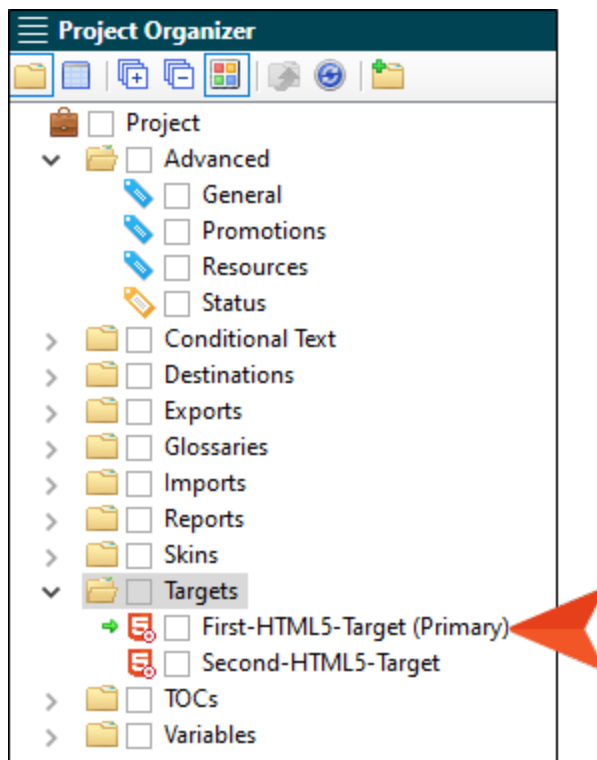 Project Organizer
Project
Advanced
General
Promotions
Resources
Status
Conditional Text
Destinations
Exports
Glossaries
Imports
Reports
Skins
Targets
First-HTML5-Target (Primary)
Second-HTML5-Target
TOCs
Variables